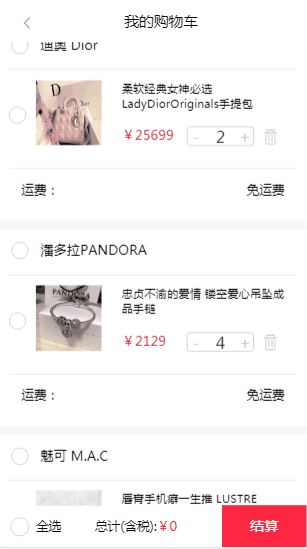 我的购物车
迪奥 Dior
柔软经典女神必选
LadyDiorOriginals手提包
￥25699
- 2 +
运费：
免运费
潘多拉PANDORA
PANDORA
忠贞不渝的爱情 镂空爱心吊坠成
品手链
￥2129
- 4 +
运费：
免运费
魅可 M.A.C
唇膏手机癖一生推 LUSTRE
全选
总计(含税):￥0
结算